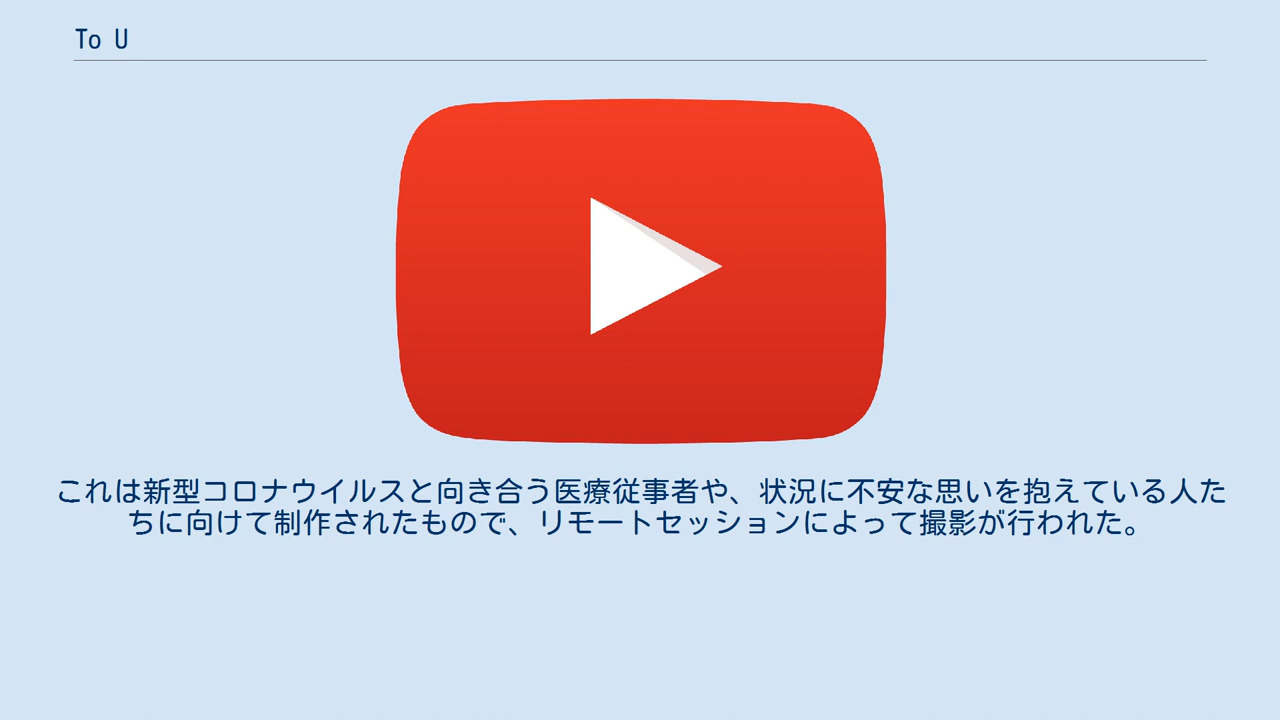 To U
これは新型コロナウイルスと向き合う医療従事者や、状況に不安な思いを抱えている人た
ちに向けて制作されたもので、リモートセッションによって撮影が行われた。